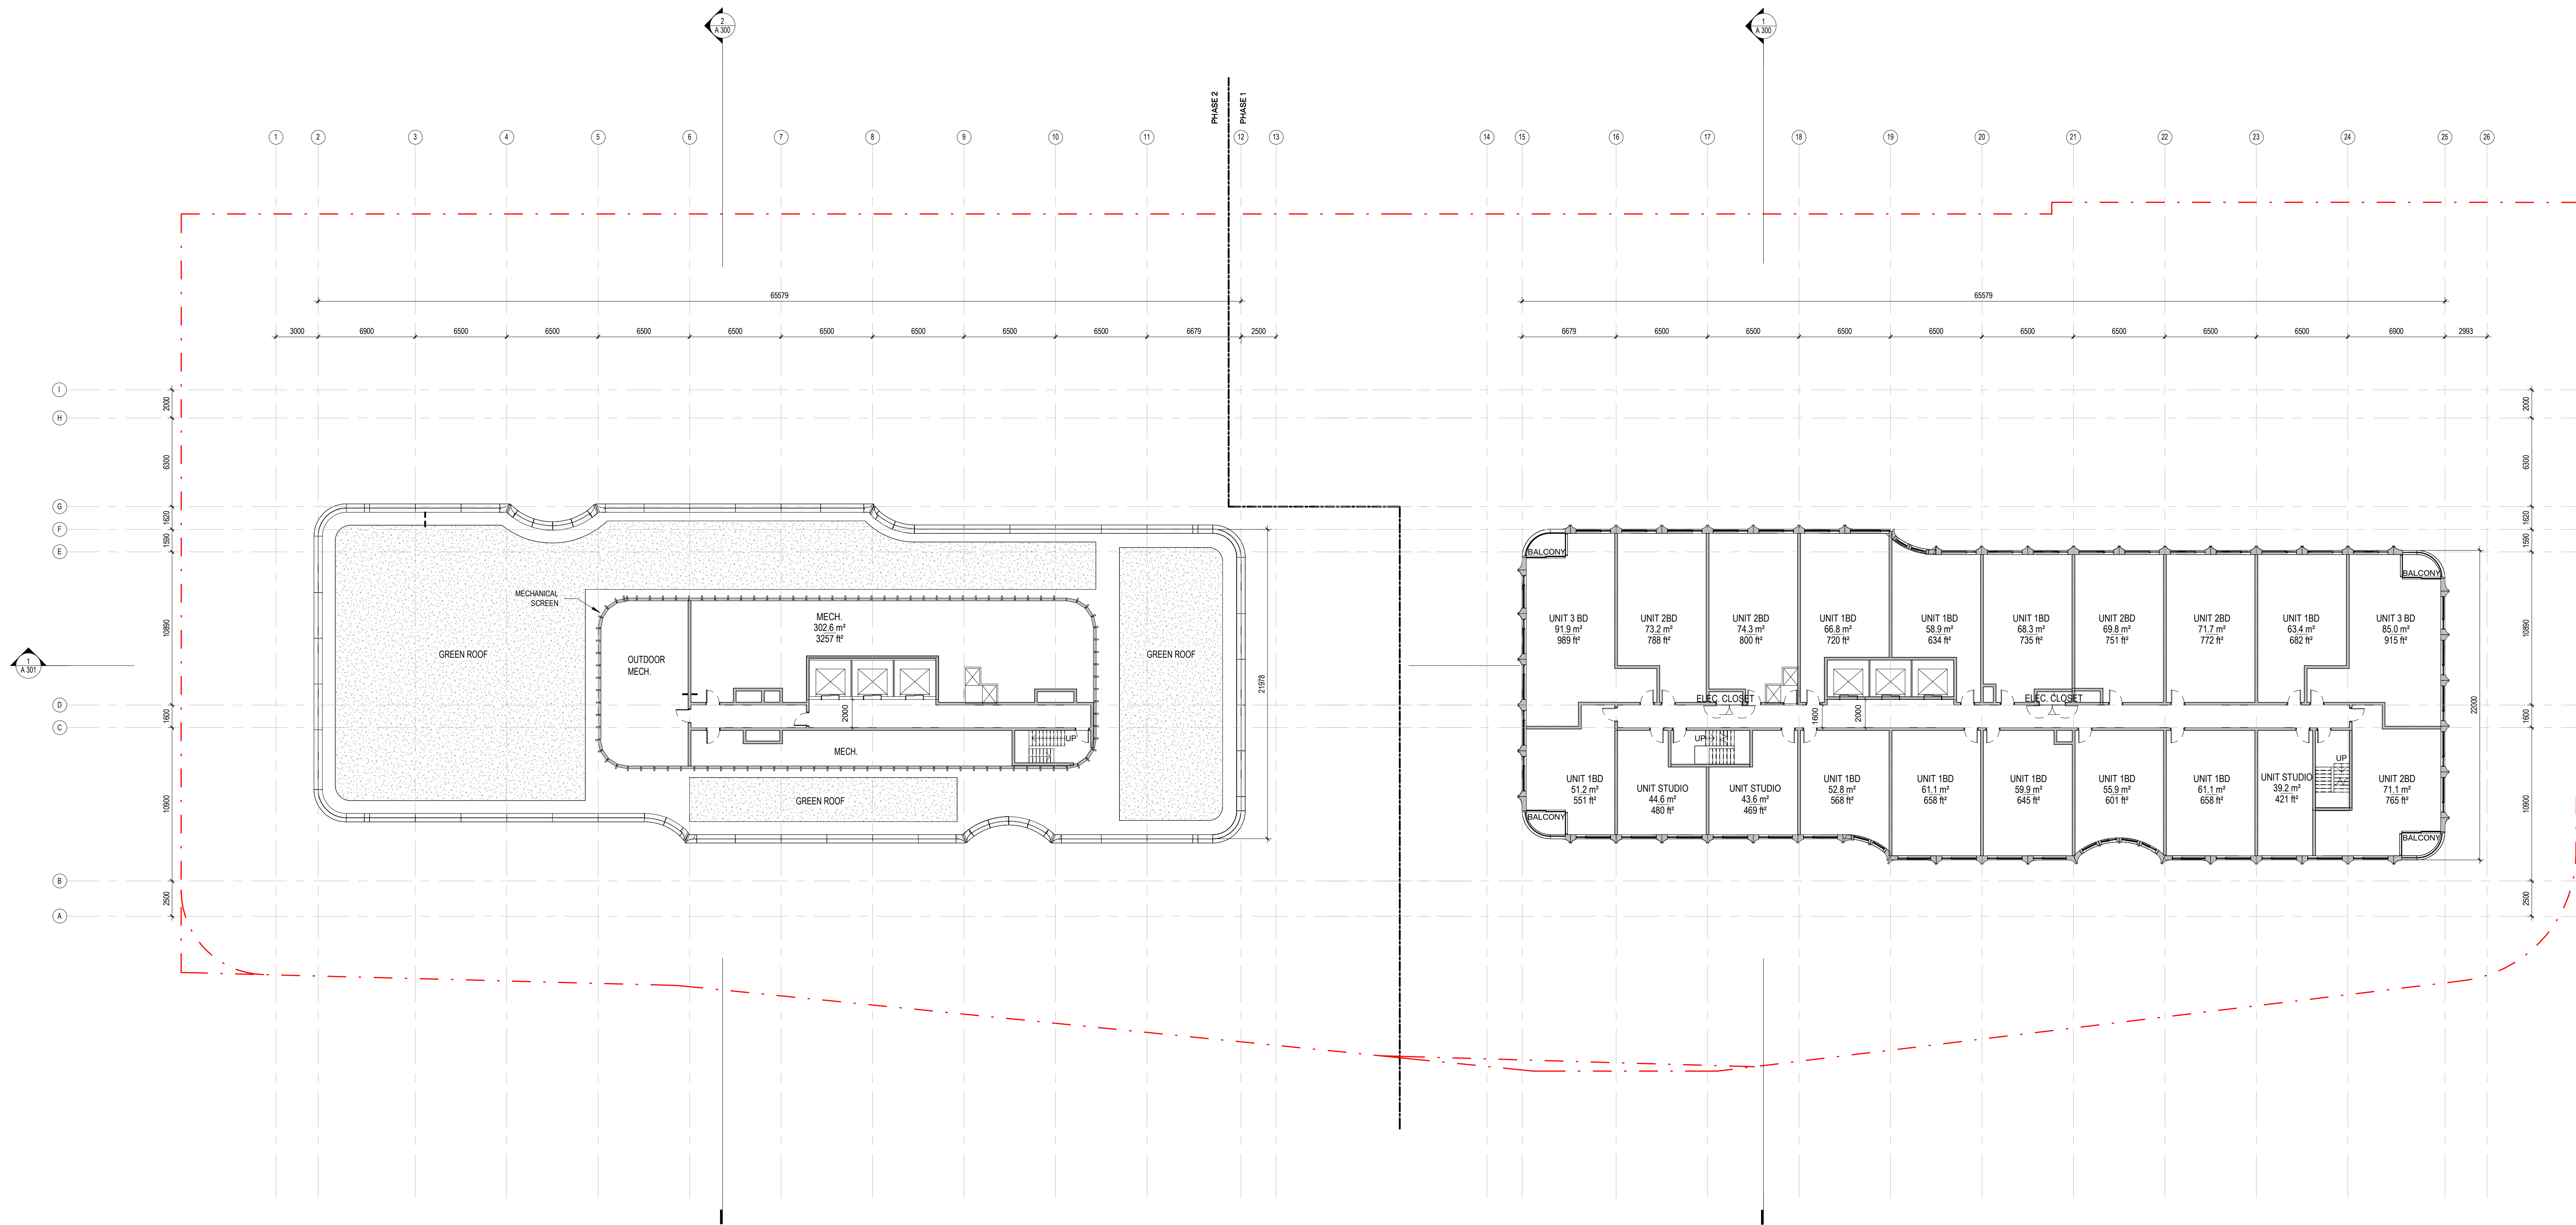 2
A 300
1
A 300
PHASE 2
PHASE 1
1
2
3
4
5
6
7
8
9
10
11
12
13
14
15
16
17
18
19
20
21
22
23
24
25
26
65579
65579
3000
6900
6500
6500
6500
6500
6500
6500
6500
6500
6679
2500
6679
6500
6500
6500
6500
6500
6500
6500
6500
6900
2993
I
H
G
F
E
D
C
B
A
2000
6300
1620
1590
10890
1600
10900
2500
1
A 301
GREEN ROOF
MECHANICAL
SCREEN
OUTDOOR
MECH.
MECH.
302.6 m²
3257 ft²
2000
MECH.
UP
GREEN ROOF
GREEN ROOF
21978
BALCONY
UNIT 3 BD
91.9 m²
989 ft²
UNIT 2BD
73.2 m²
788 ft²
UNIT 2BD
74.3 m²
805 ft²
UNIT 1BD
66.8 m²
720 ft²
UNIT 1BD
58.9 m²
634 ft²
UNIT 1BD
68.3 m²
735 ft²
UNIT 2BD
69.8 m²
751 ft²
UNIT 2BD
71.7 m²
772 ft²
UNIT 1BD
63.4 m²
682 ft²
UNIT 3 BD
85.0 m²
915 ft²
BALCONY
ELEC. CLOSET
ELEC. CLOSET
1600
2000
UP
UP
UNIT 1BD
51.2 m²
551 ft²
BALCONY
UNIT STUDIO
44.6 m²
480 ft²
UNIT STUDIO
43.6 m²
469 ft²
UNIT 1BD
52.8 m²
568 ft²
UNIT 1BD
61.1 m²
658 ft²
UNIT 1BD
59.9 m²
645 ft²
UNIT 1BD
55.9 m²
601 ft²
UNIT 1BD
61.1 m²
658 ft²
UNIT STUDIO
39.2 m²
421 ft²
UNIT 2BD
71.1 m²
765 ft²
BALCONY
22000
2000
6300
1620
1590
10890
1600
10900
2500